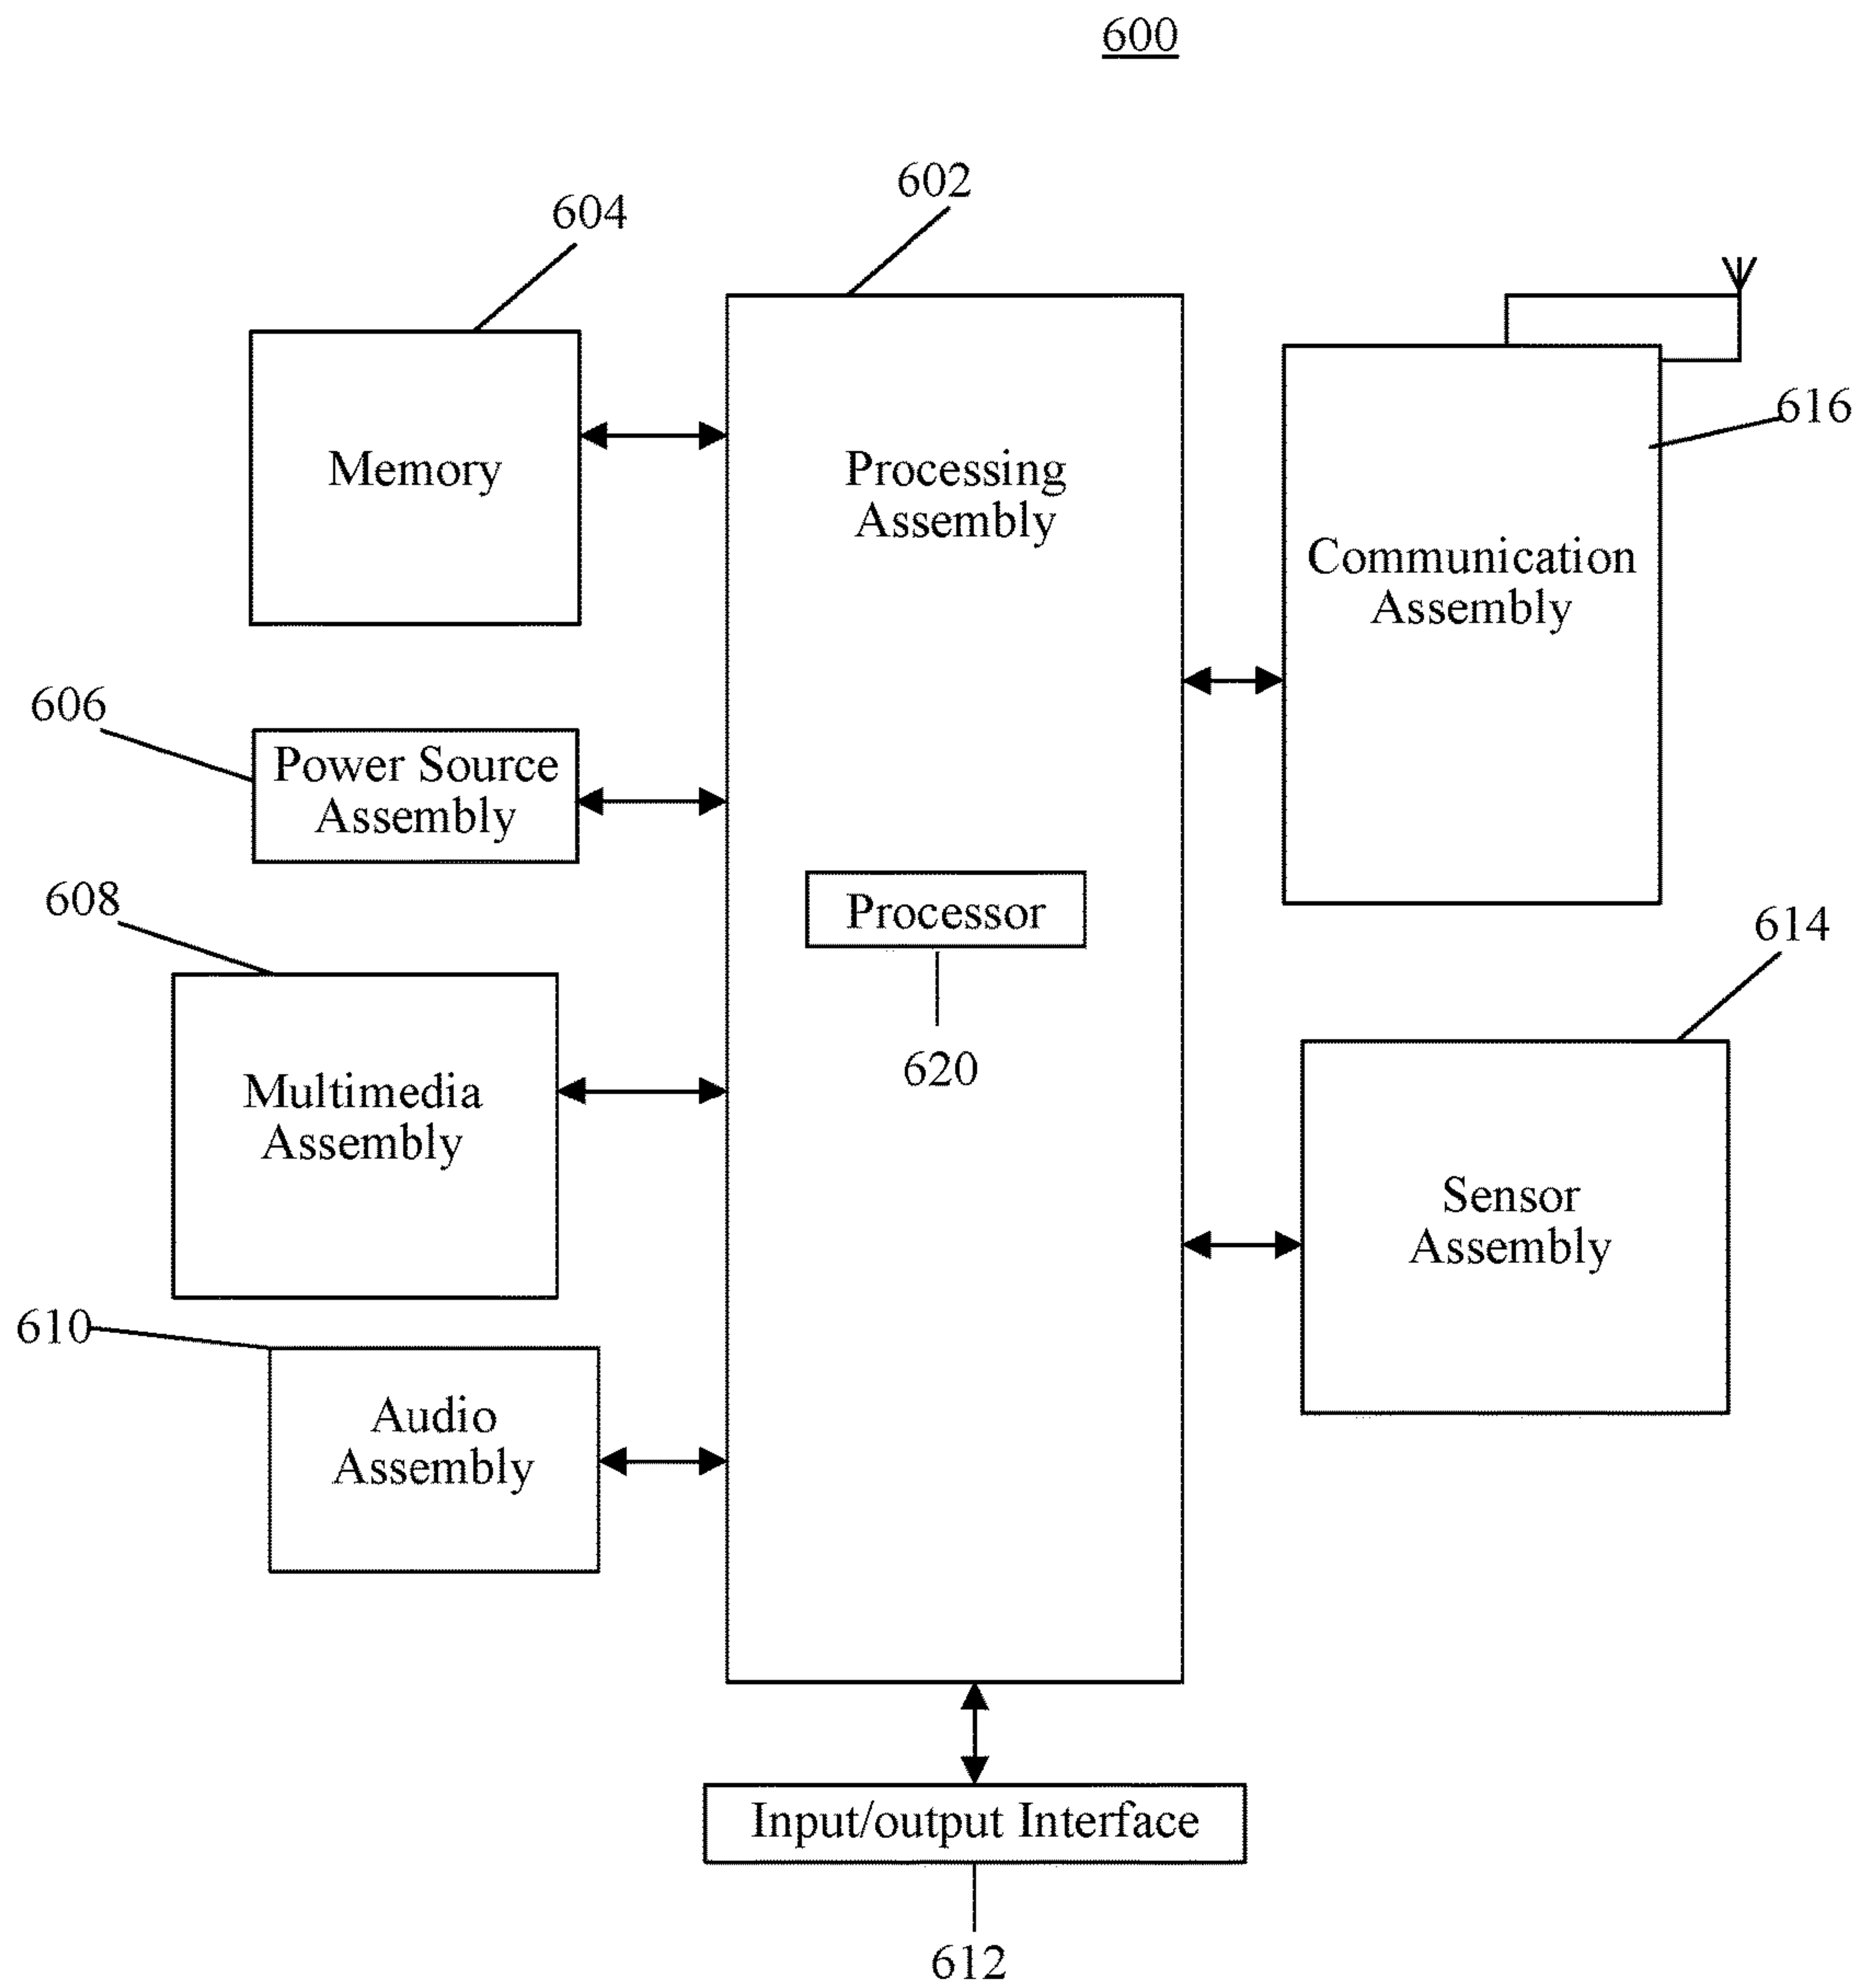 600
602
604
616
Memory
Processing
Assembly
Communication
Assembly
606
Power Source
Assembly
608
Processor
614
620
Multimedia
Assembly
Sensor
Assembly
610
Audio
Assembly
Input/output Interface
612